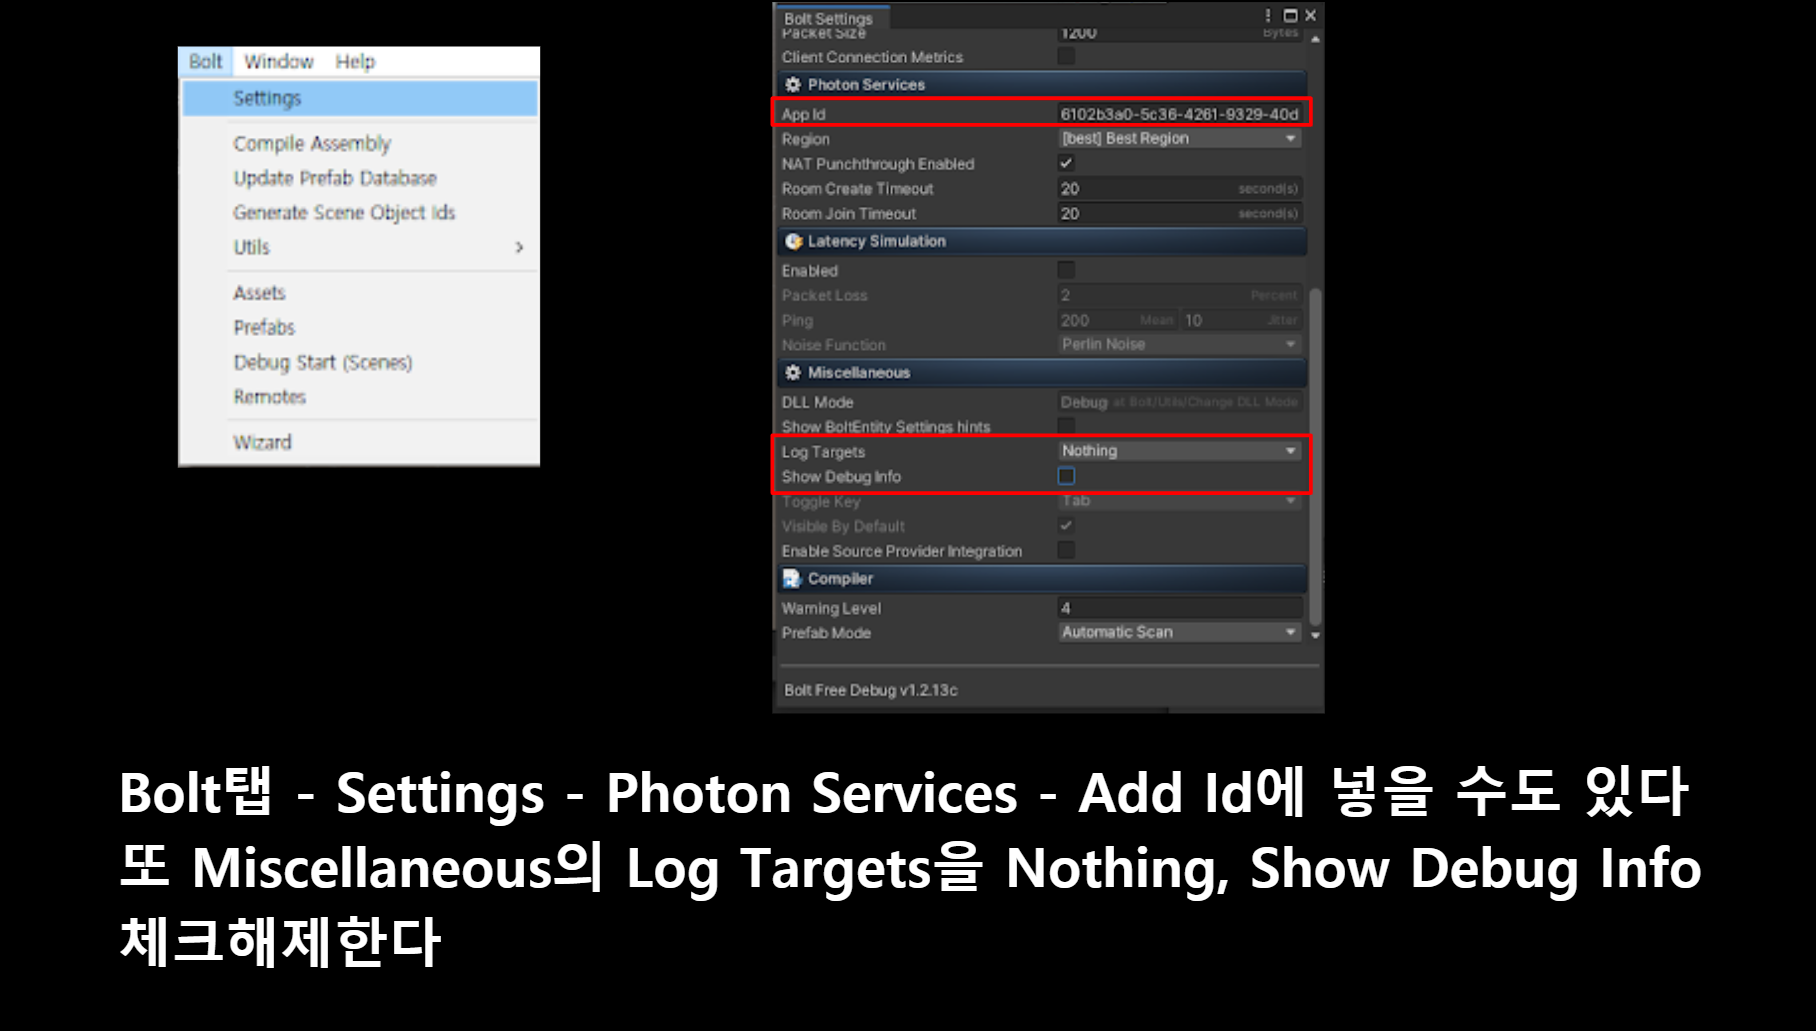 Bolt Window Help
Settings
Compile Assembly
Update Prefab Database
Generate Scene Object Ids
Utils >
Assets
Prefabs
Debug Start (Scenes)
Remotes
Wizard
Bolt Settings
Packet Size 1200 Bytes
Client Connection Metrics
Photon Services
App Id 6102b3a0-5c36-4261-9329-40d
Region [best] Best Region
NAT Punchthrough Enabled
Room Create Timeout 20 second(s)
Room Join Timeout 20 second(s)
Latency Simulation
Enabled
Packet Loss 2 Percent
Ping 200 Mean 10 Jitter
Noise Function Perlin Noise
Miscellaneous
DLL Mode Debug at Bolt/Utils/Change DLL Mode
Show BoltEntity Settings hints
Log Targets Nothing
Show Debug Info
Toggle Key Tab
Visible By Default
Enable Source Provider Integration
Compiler
Warning Level 4
Prefab Mode Automatic Scan
Bolt Free Debug v1.2.13c
Bolt탭 - Settings - Photon Services - Add Id에 넣을 수도 있다
또 Miscellaneous의 Log Targets을 Nothing, Show Debug Info
체크해제한다